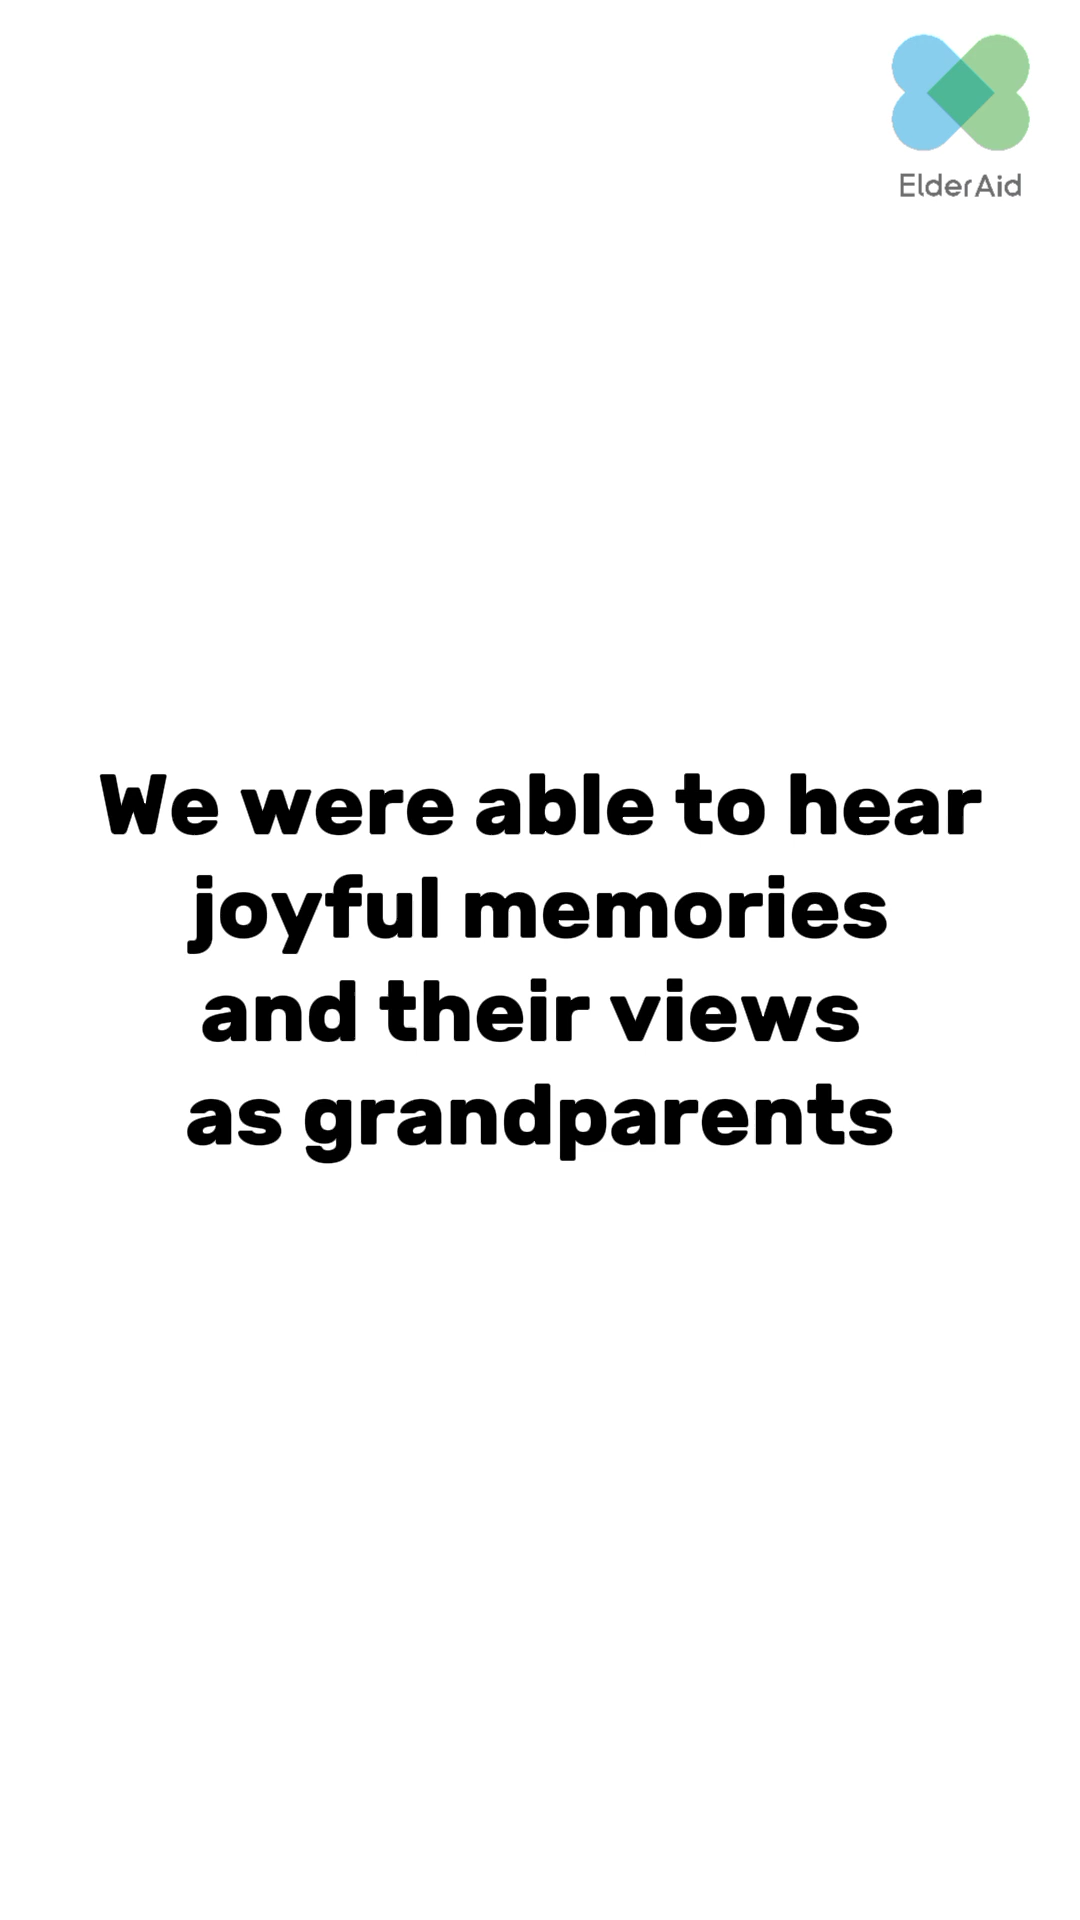 ElderAid
We were able to hear
joyful memories
and their views
as grandparents